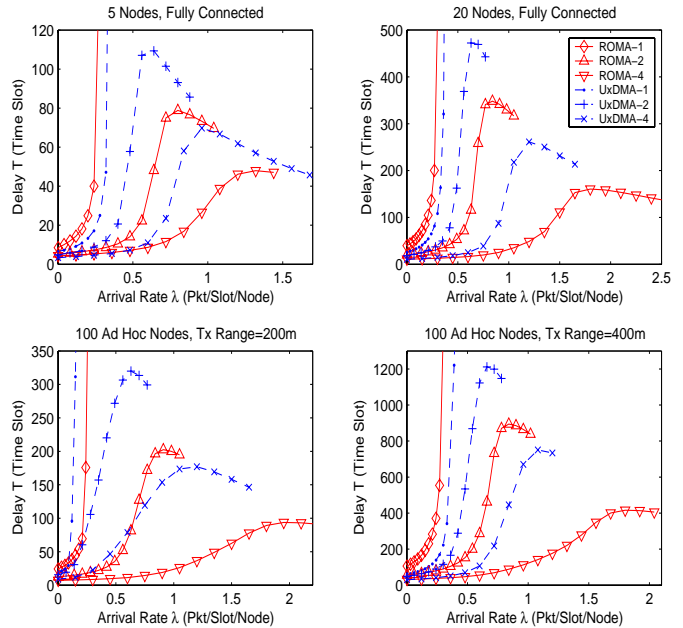 5 Nodes, Fully Connected
Delay T (Time Slot)
120
100
80
60
40
20
0
0
0.5
1
1.5
Arrival Rate λ (Pkt/Slot/Node)
20 Nodes, Fully Connected
Delay T (Time Slot)
500
400
300
200
100
0
0
0.5
1
1.5
2
2.5
Arrival Rate λ (Pkt/Slot/Node)
ROMA-1
ROMA-2
ROMA-4
UxDMA-1
UxDMA-2
UxDMA-4
100 Ad Hoc Nodes, Tx Range=200m
Delay T (Time Slot)
350
300
250
200
150
100
50
0
0
0.5
1
1.5
2
Arrival Rate λ (Pkt/Slot/Node)
100 Ad Hoc Nodes, Tx Range=400m
Delay T (Time Slot)
1200
1000
800
600
400
200
0
0
0.5
1
1.5
2
Arrival Rate λ (Pkt/Slot/Node)